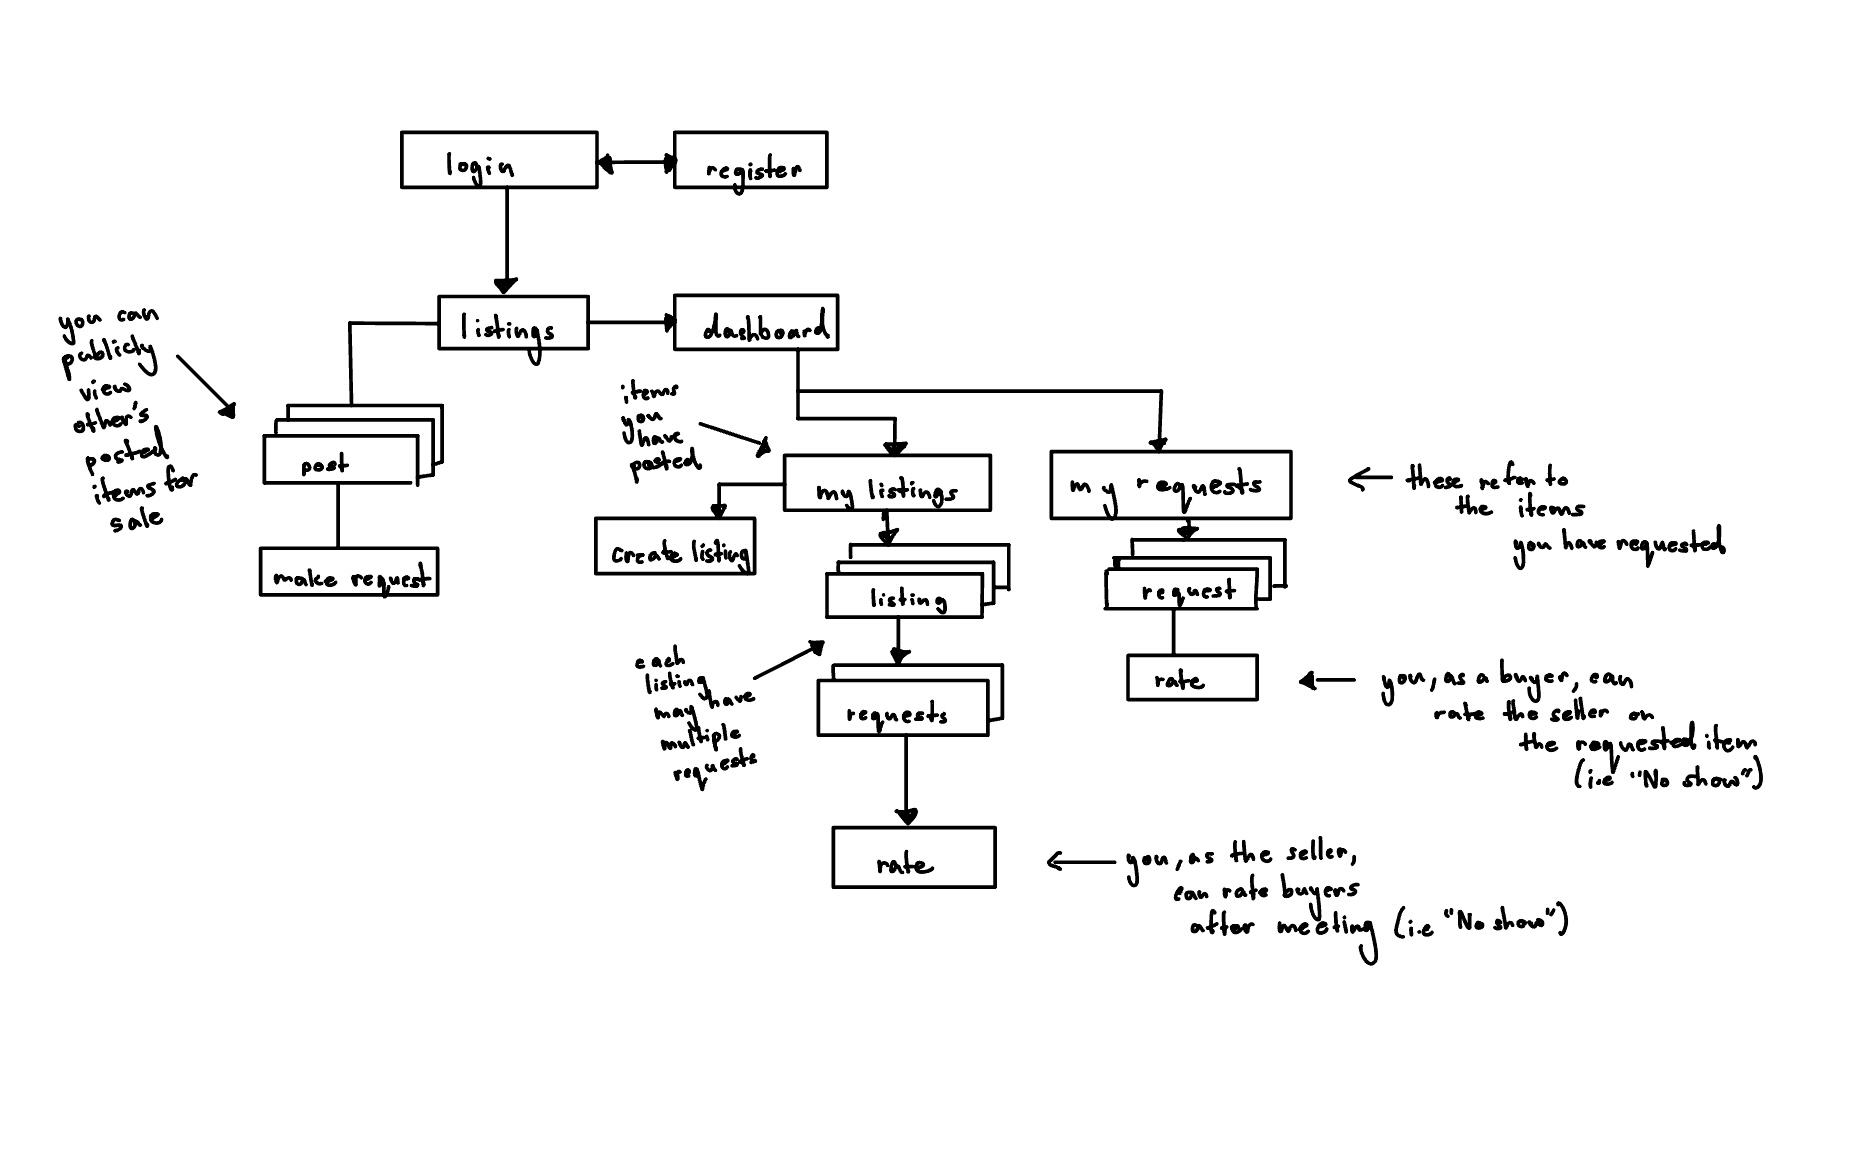 login
register
listings
dashboard
you can
publicly
view
other's
posted
items for
sale
post
make request
items
you
have
posted
my listings
create listing
listing
each
listing
may have
multiple
requests
requests
rate
you, as the seller,
can rate buyers
after meeting (i.e "No show")
my requests
these refer to
the items
you have requested
request
rate
you, as a buyer, can
rate the seller on
the requested item
(i.e "No show")